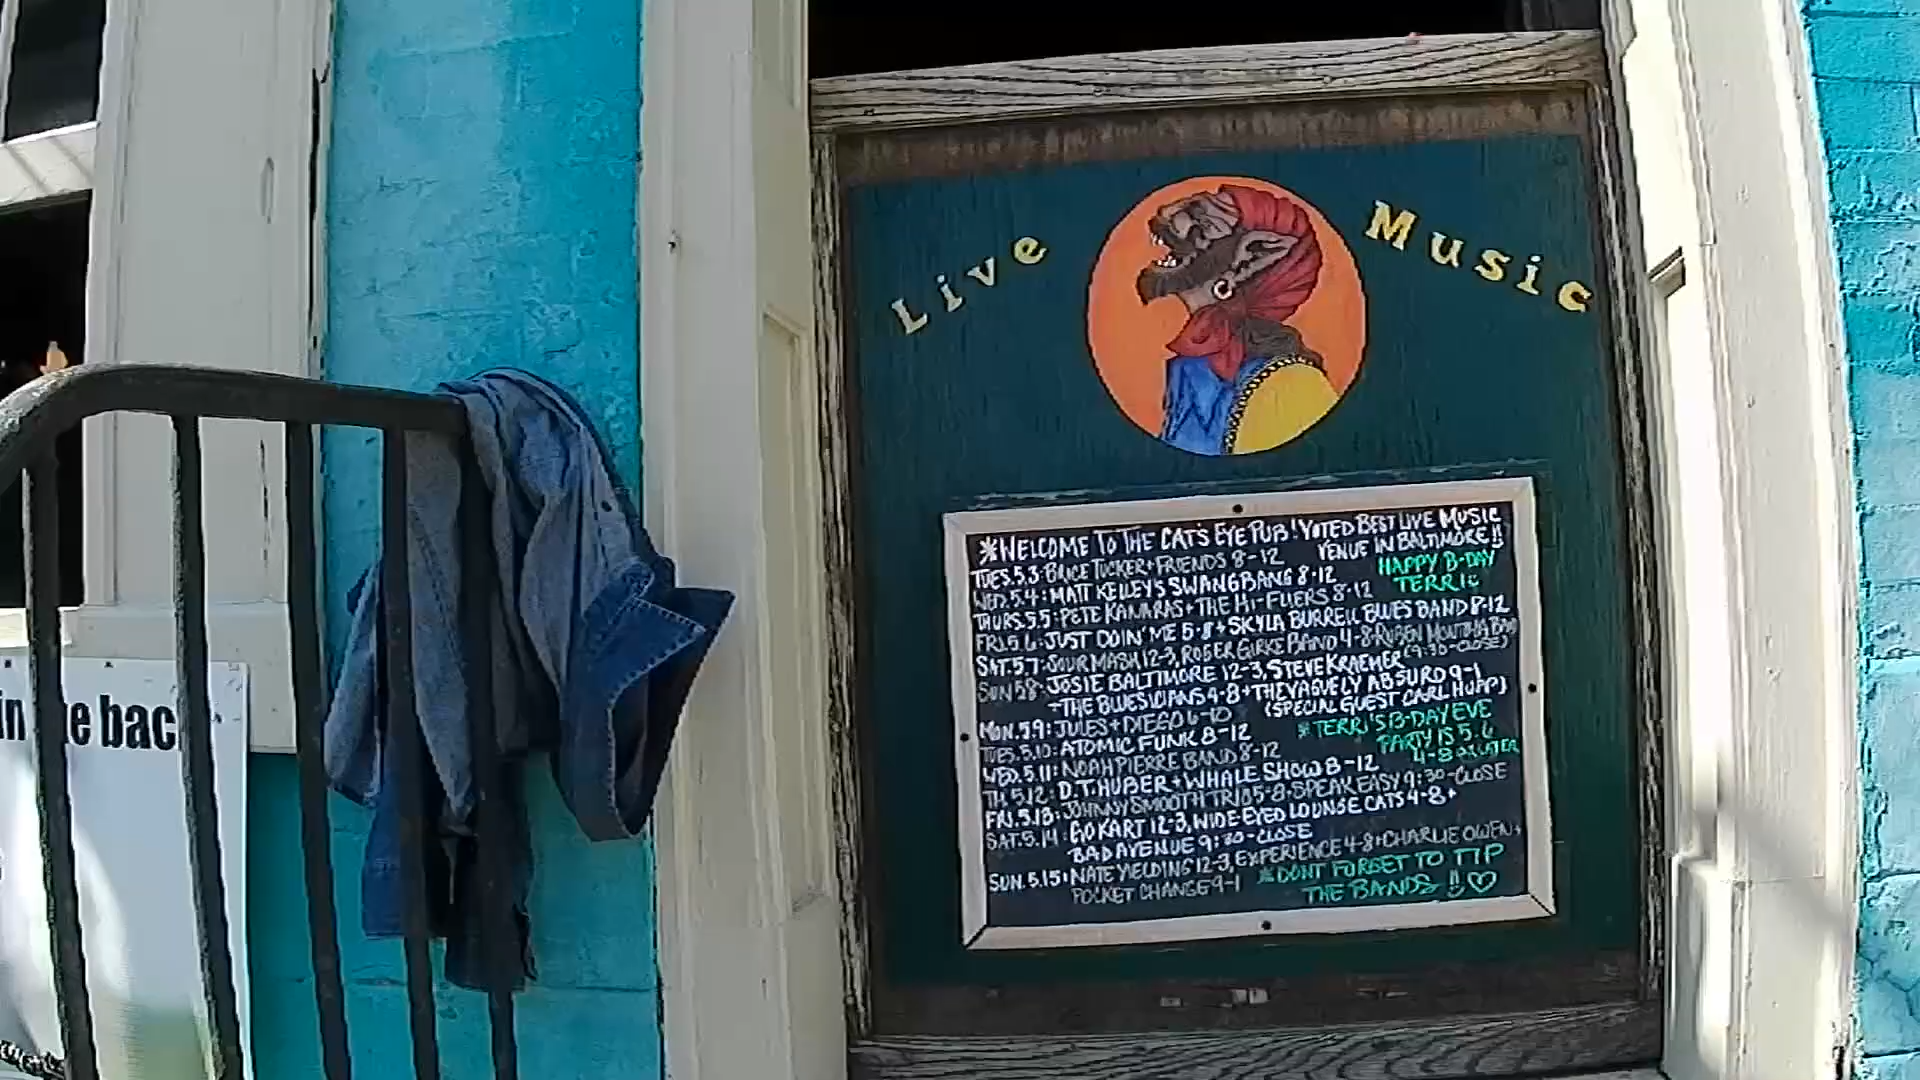 Live Music
*WELCOME TO THE CAT'S EYE PUB! VOTED BEST LIVE MUSIC
VENUE IN BALTIMORE!!
TUES.5.3: BRICE TUCKER + FRIENDS 8-12
HAPPY B-DAY
WED.5.4: MATT KELLEY'S SWANGBANG 8-12
TERRI
THURS.5.5: PETE KANARAS + THE HI-FLIERS 8-12
FRI.5.6: JUST DOIN' ME 5-8 + SKYLA BURRELL BLUES BAND 8-12
SAT.5.7: SOUR MASH 12-3, ROGER GIRKE BAND 4-8 RUBEN
(9:30-CLOSE)
SUN 5.8: JOSIE BALTIMORE 12-3, STEVE KRAEMER
+THE BLUESICIANS 4-8 + THE VAGUELY ABSURD 9-1
(SPECIAL GUEST CARL HUPP)
MON.5.9: JULES + DIEGO 6-10
*TERRI'S B-DAY EVE
PARTY IS 5.6
4-8
TUES.5.10: ATOMIC FUNK 8-12
WED.5.11: NOAH PIERRE BAND 8-12
TH.5.12: D.T. HUBER + WHALE SHOW 8-12
FRI.5.13: JOHNNY SMOOTH TRIO 5-8, SPEAK EASY 9:30-CLOSE
SAT.5.14: GO KART 12-3, WIDE EYED LOUNGE CATS 4-8 +
BAD AVENUE 9:30-CLOSE
SUN.5.15: NATE YIELDING 12-3, EXPERIENCE 4-8 + CHARLIE OWEN +
POCKET CHANGE 9-1
*DONT FORGET TO TIP
THE BANDS !! ♡
in the back